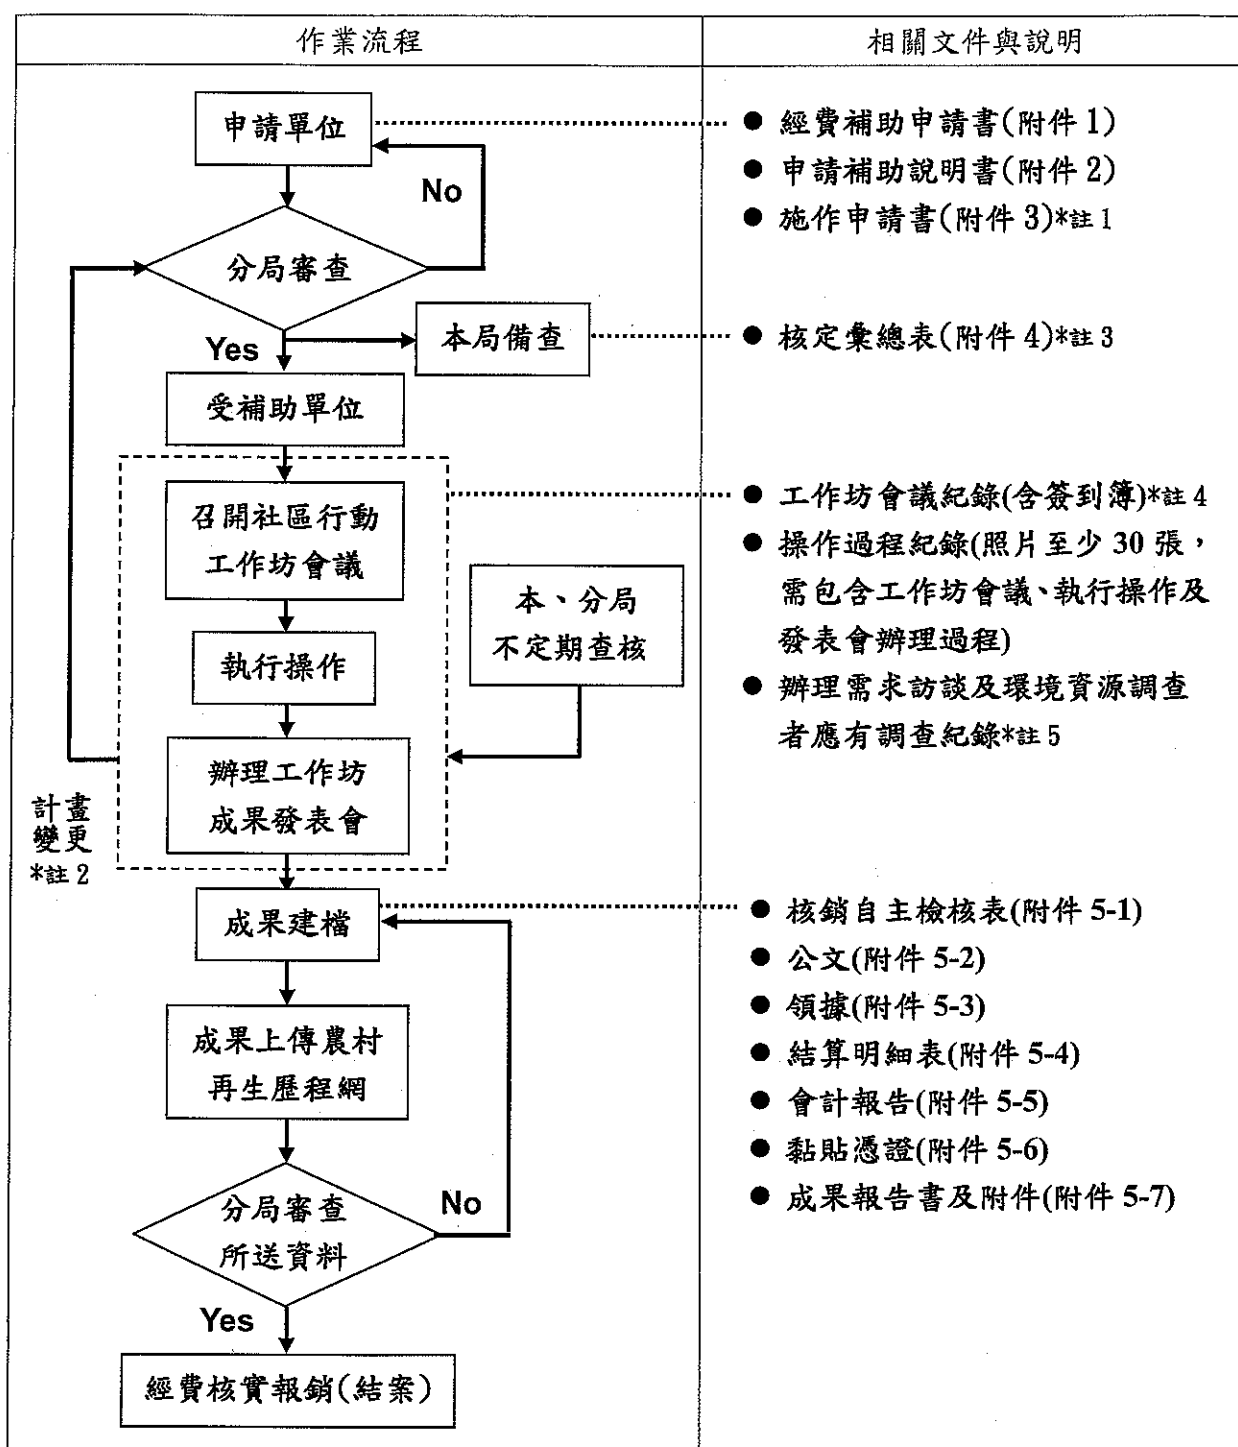 作業流程
相關文件與說明
申請單位
No
分局審查
Yes
本局備查
受補助單位
召開社區行動
工作坊會議
執行操作
辦理工作坊
成果發表會
本、分局
不定期查核
計畫
變更
*註 2
成果建檔
成果上傳農村
再生歷程網
分局審查
所送資料
No
Yes
經費核實報銷(結案)
● 經費補助申請書(附件 1)
● 申請補助說明書(附件 2)
● 施作申請書(附件 3)*註 1
● 核定彙總表(附件 4)*註 3
● 工作坊會議紀錄(含簽到簿)*註 4
● 操作過程紀錄(照片至少 30 張，
需包含工作坊會議、執行操作及
發表會辦理過程)
● 辦理需求訪談及環境資源調查
者應有調查紀錄*註 5
● 核銷自主檢核表(附件 5-1)
● 公文(附件 5-2)
● 領據(附件 5-3)
● 結算明細表(附件 5-4)
● 會計報告(附件 5-5)
● 黏貼憑證(附件 5-6)
● 成果報告書及附件(附件 5-7)